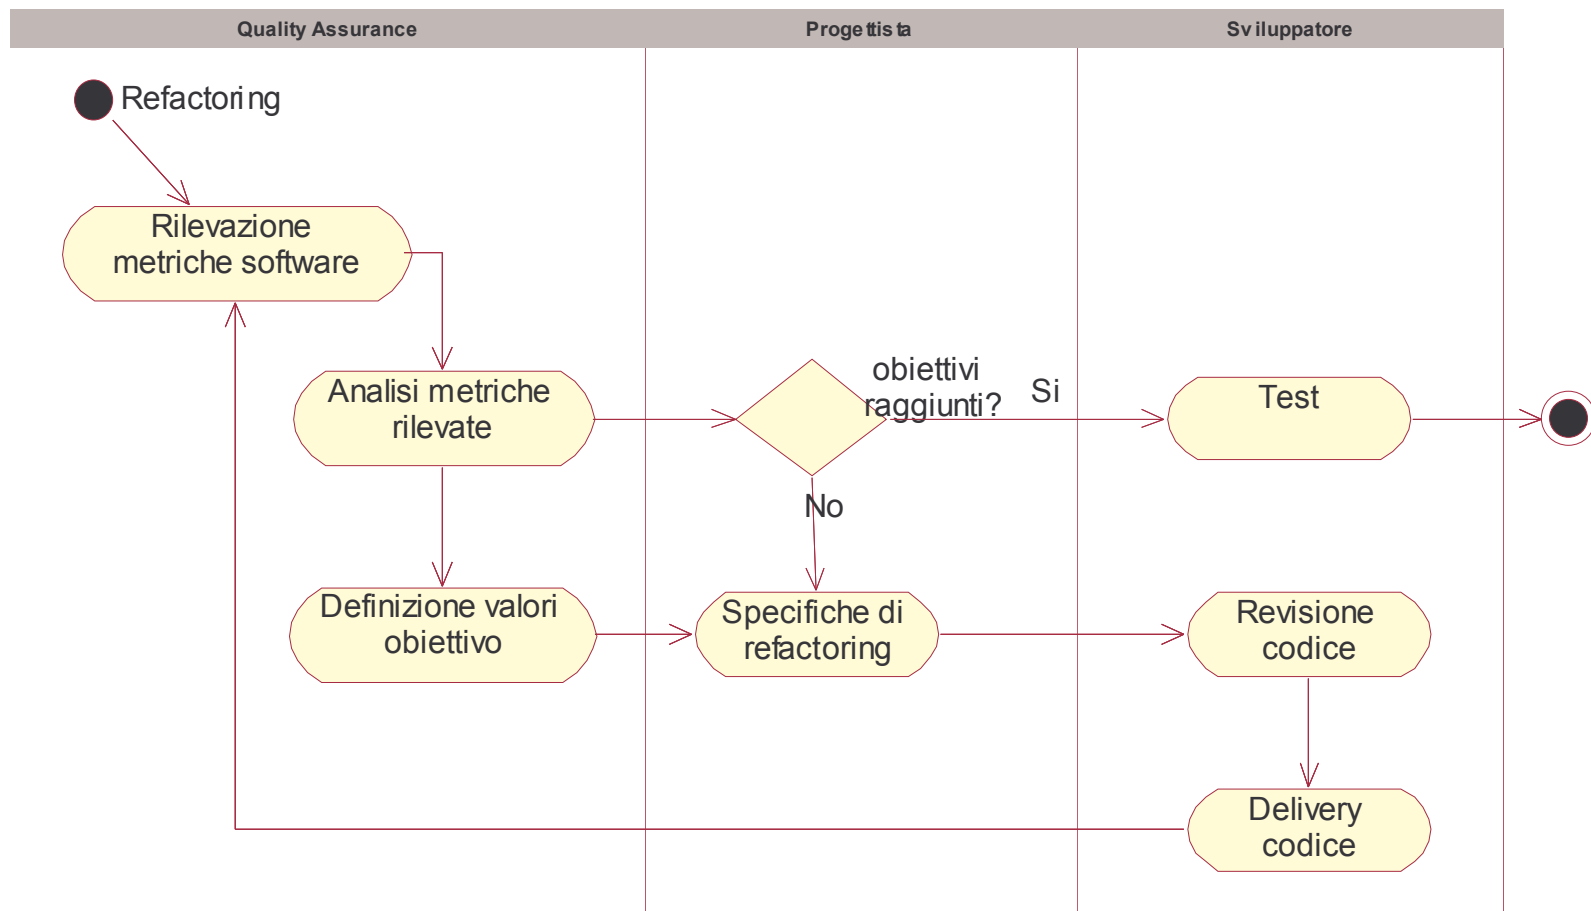 Quality Assurance
Progettista
Sviluppatore
Refactoring
Rilevazione
metriche software
Analisi metriche
rilevate
obiettivi
raggiunti?
Si
Test
No
Definizione valori
obiettivo
Specifiche di
refactoring
Revisione
codice
Delivery
codice